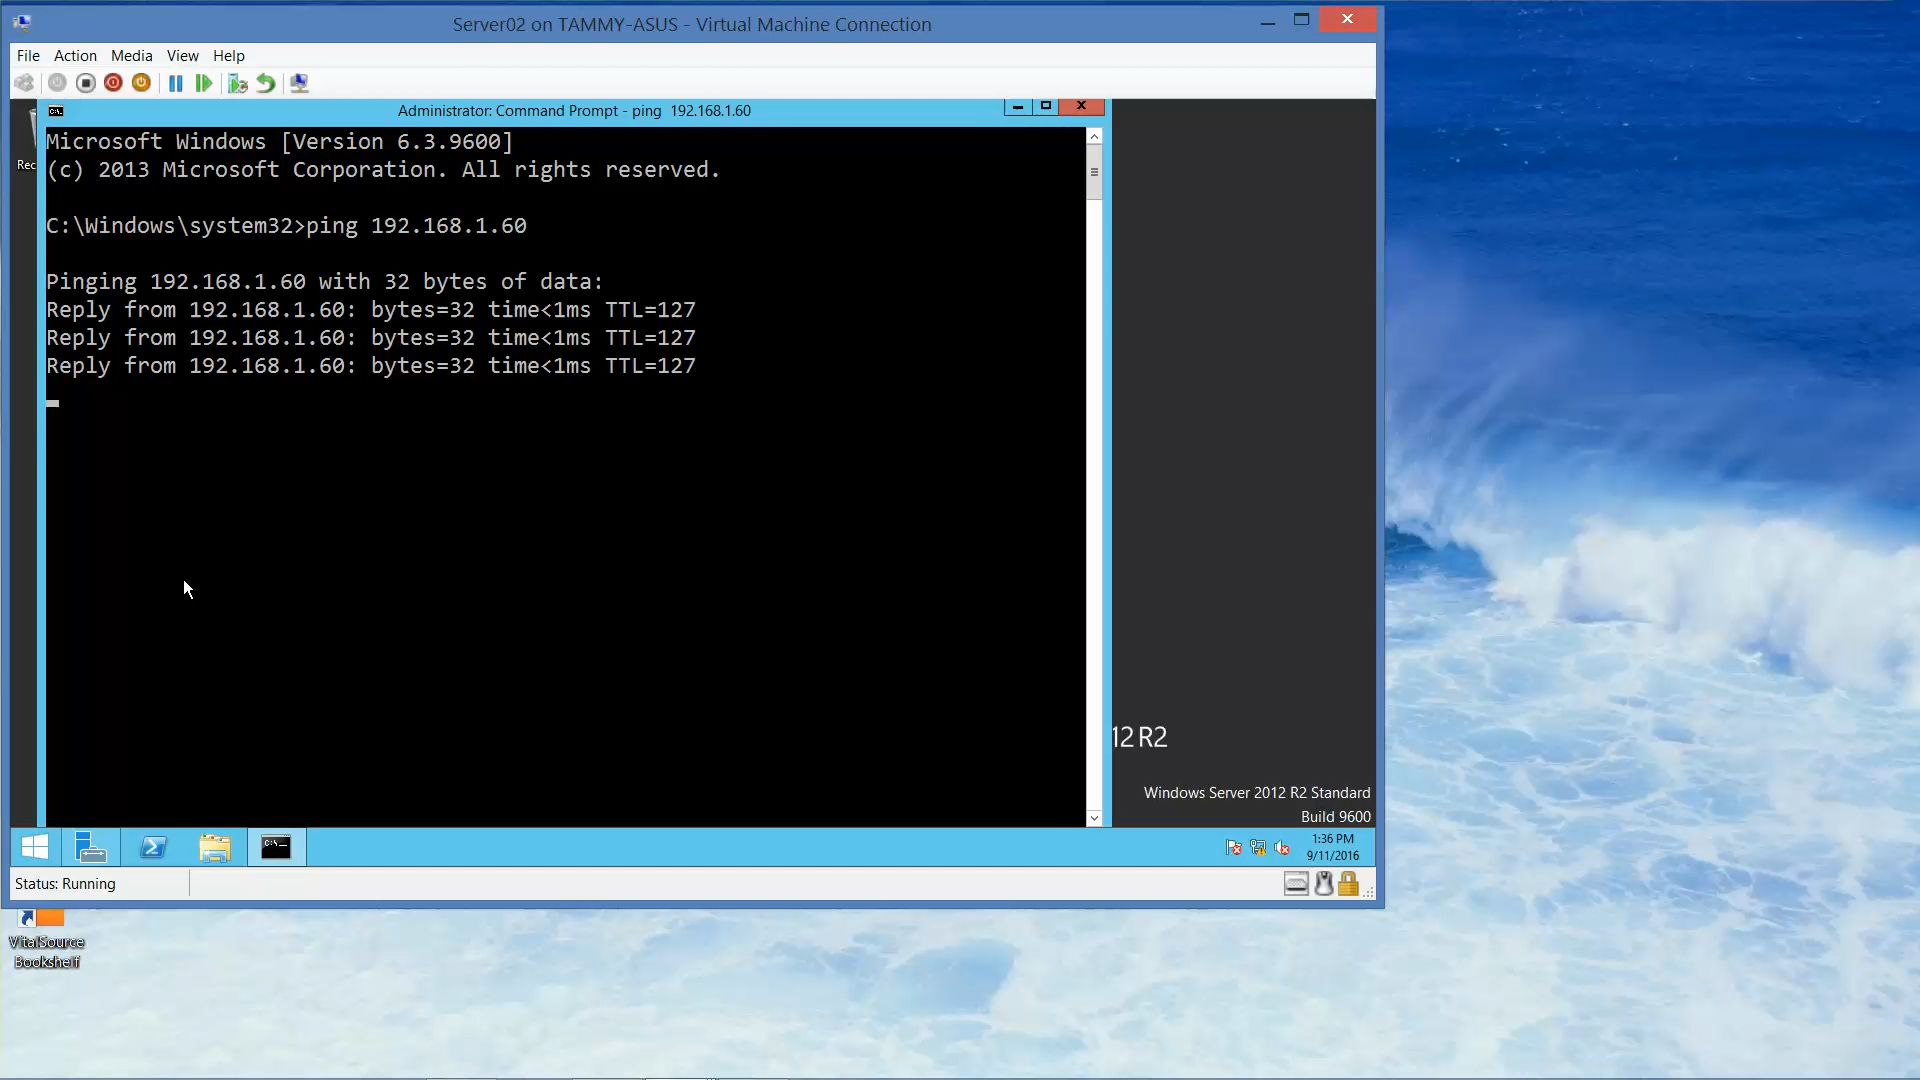 Server02 on TAMMY-ASUS - Virtual Machine Connection
File Action Media View Help
Administrator: Command Prompt - ping 192.168.1.60
Rec
Microsoft Windows [Version 6.3.9600]
(c) 2013 Microsoft Corporation. All rights reserved.
C:\Windows\system32>ping 192.168.1.60
Pinging 192.168.1.60 with 32 bytes of data:
Reply from 192.168.1.60: bytes=32 time<1ms TTL=127
Reply from 192.168.1.60: bytes=32 time<1ms TTL=127
Reply from 192.168.1.60: bytes=32 time<1ms TTL=127
12 R2
Windows Server 2012 R2 Standard
Build 9600
1:36 PM
9/11/2016
Status: Running
VitalSource
Bookshelf